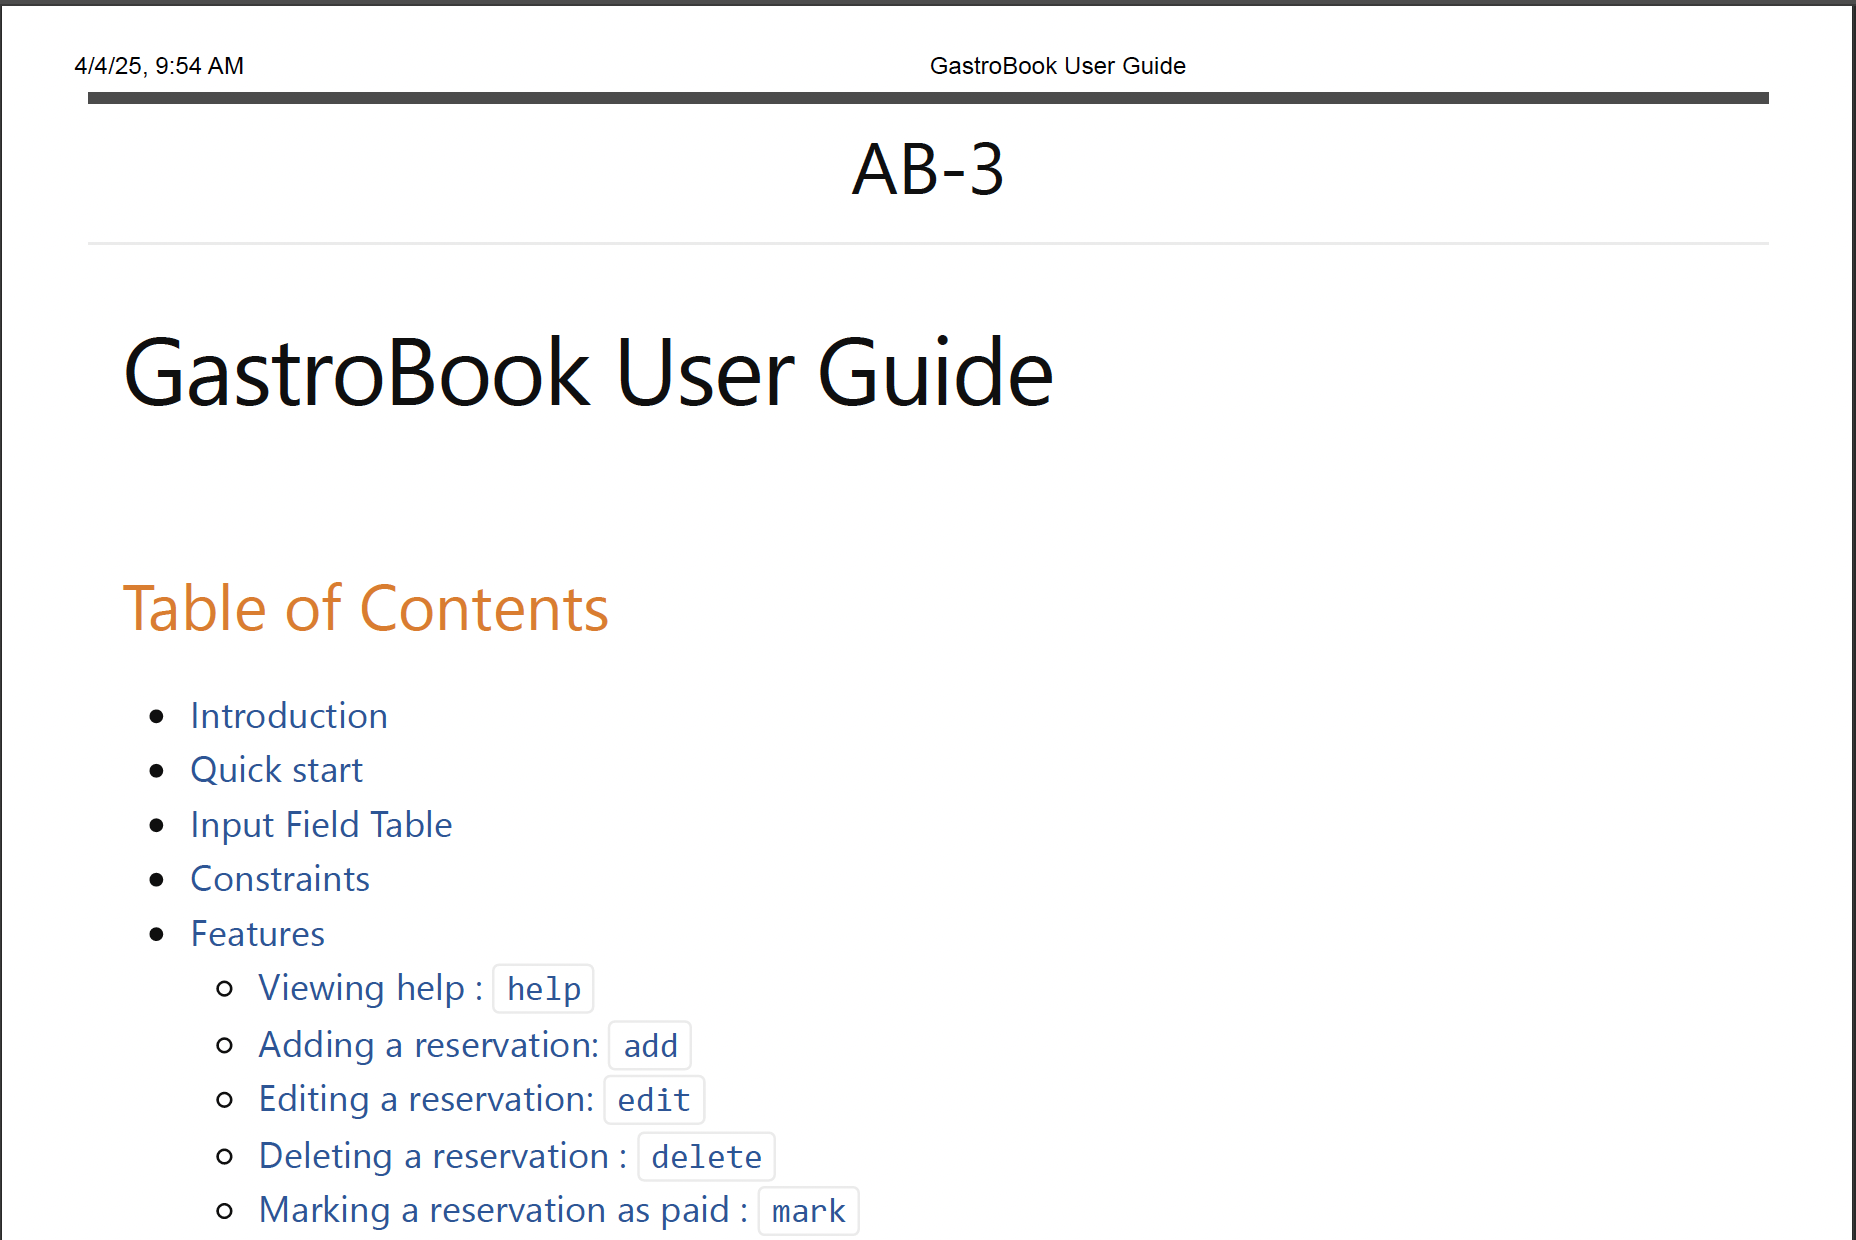 4/4/25, 9:54 AM GastroBook User Guide
AB-3
GastroBook User Guide
Table of Contents
Introduction
Quick start
Input Field Table
Constraints
Features
Viewing help : help
Adding a reservation: add
Editing a reservation: edit
Deleting a reservation : delete
Marking a reservation as paid : mark